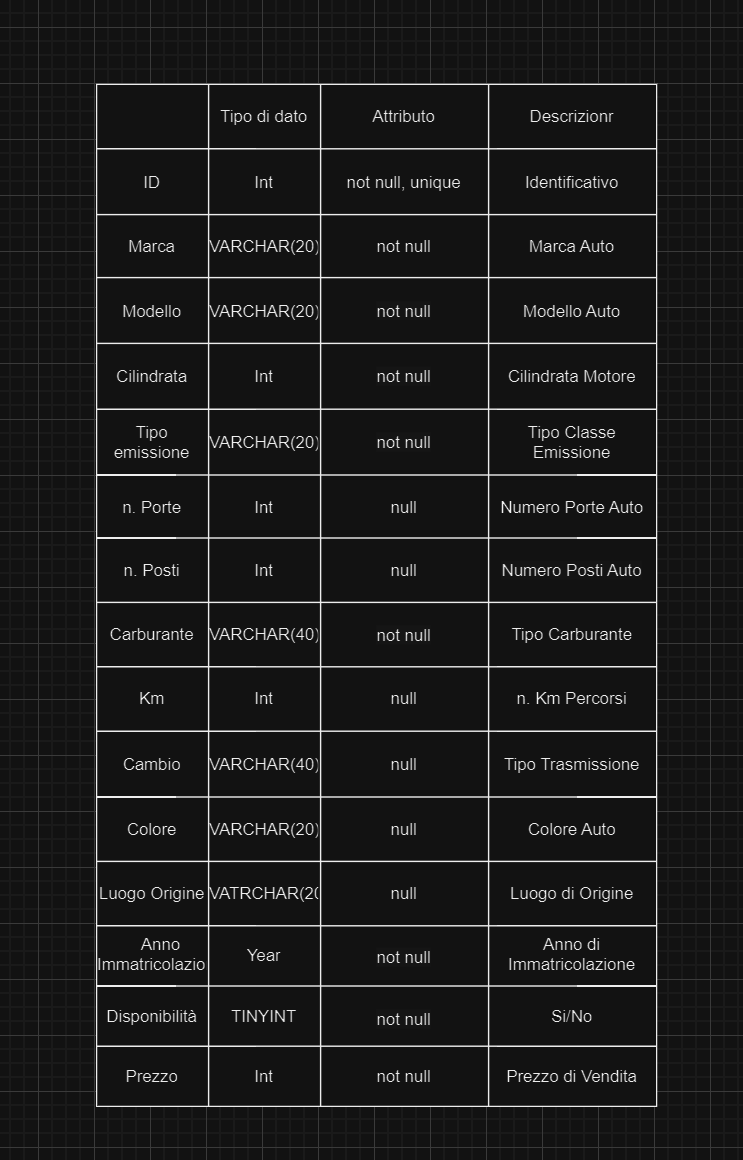 Tipo di dato Attributo Descrizionr
ID Int not null, unique Identificativo
Marca VARCHAR(20) not null Marca Auto
Modello VARCHAR(20) not null Modello Auto
Cilindrata Int not null Cilindrata Motore
Tipo
emissione VARCHAR(20) not null Tipo Classe
Emissione
n. Porte Int null Numero Porte Auto
n. Posti Int null Numero Posti Auto
Carburante VARCHAR(40) not null Tipo Carburante
Km Int null n. Km Percorsi
Cambio VARCHAR(40) null Tipo Trasmissione
Colore VARCHAR(20) null Colore Auto
Luogo Origine VATRCHAR(20 null Luogo di Origine
Anno
Immatricolazio Year not null Anno di
Immatricolazione
Disponibilità TINYINT not null Si/No
Prezzo Int not null Prezzo di Vendita